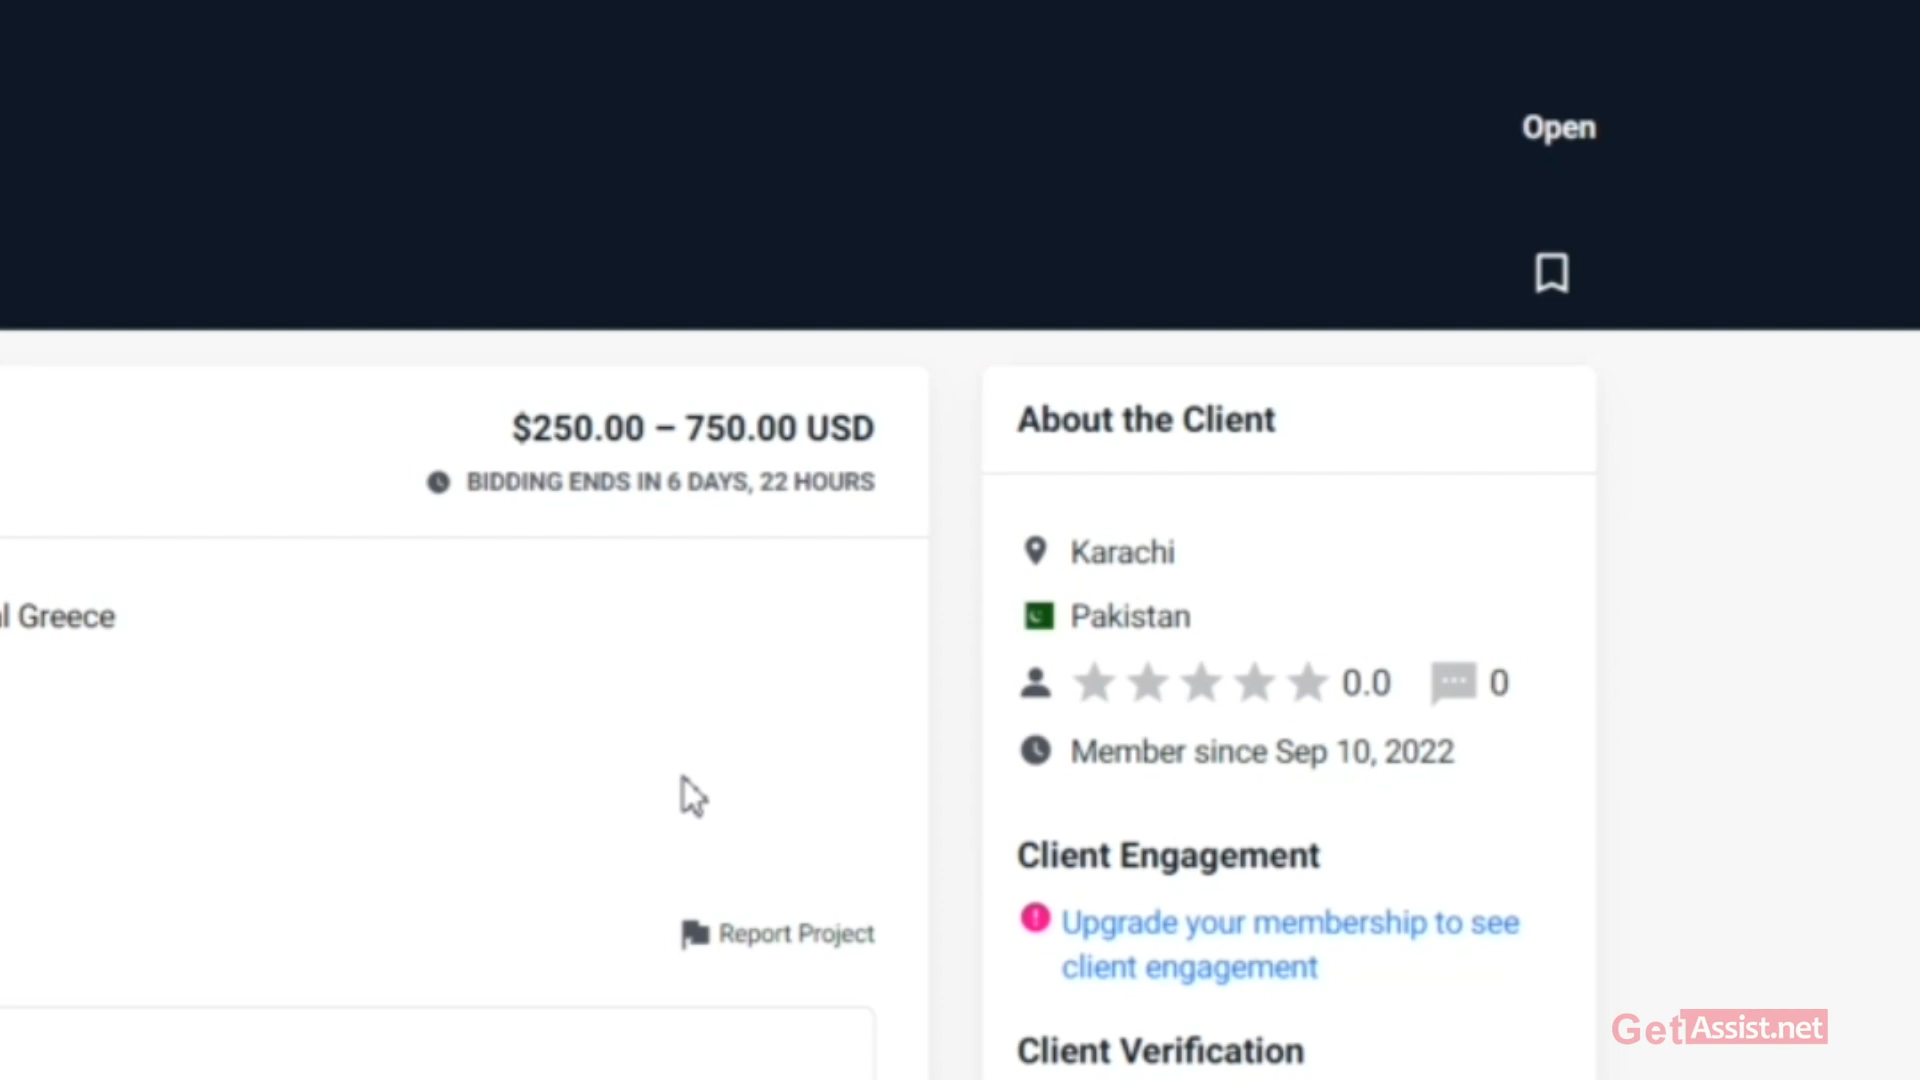 Open
$250.00 – 750.00 USD
BIDDING ENDS IN 6 DAYS, 22 HOURS
l Greece
Report Project
About the Client
Karachi
Pakistan
0.0 0
Member since Sep 10, 2022
Client Engagement
Upgrade your membership to see
client engagement
Client Verification
GetAssist.net